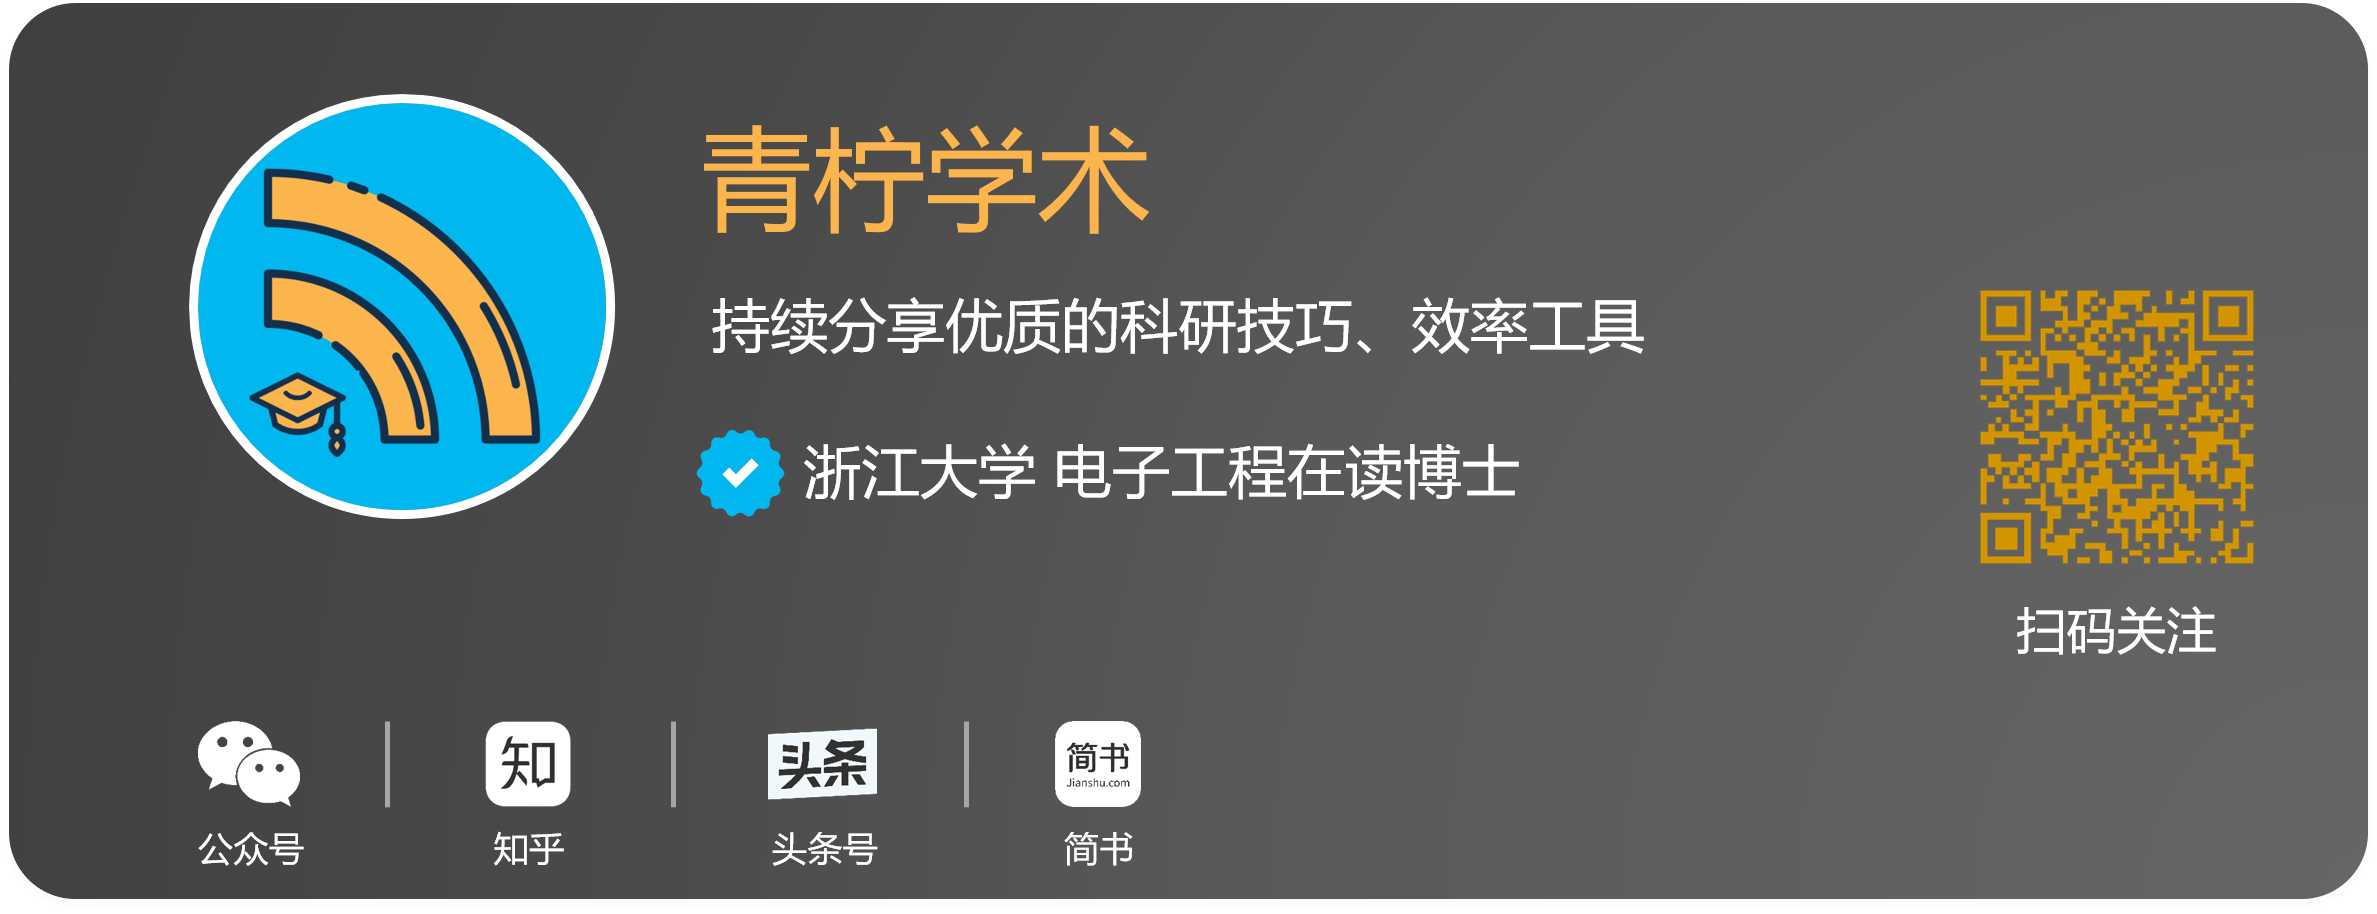 青柠学术
持续分享优质的科研技巧、效率工具
浙江大学 电子工程在读博士
扫码关注
知
头条
简书
Jianshu.com
公众号
知乎
头条号
简书